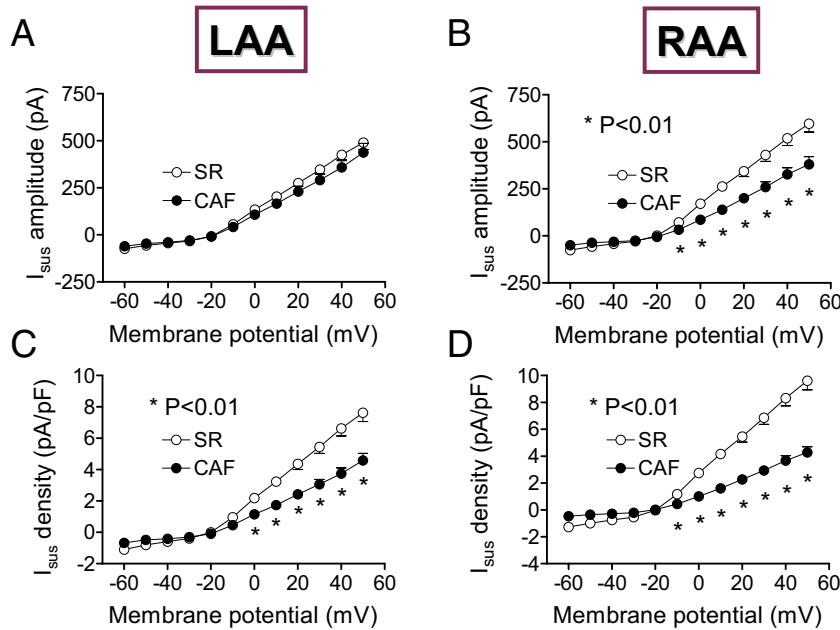 A
LAA
B
RAA
I_sus amplitude (pA)
750
500
250
0
-250
SR
CAF
-60 -40 -20 0 20 40 60
Membrane potential (mV)
I_sus amplitude (pA)
750
500
250
0
-250
* P<0.01
SR
CAF
* * * * * * *
-60 -40 -20 0 20 40 60
Membrane potential (mV)
C
I_sus density (pA/pF)
10
8
6
4
2
0
-2
* P<0.01
SR
CAF
* * * * * *
-60 -40 -20 0 20 40 60
Membrane potential (mV)
D
I_sus density (pA/pF)
10
8
6
4
2
0
-2
-4
* P<0.01
SR
CAF
* * * * * * *
-60 -40 -20 0 20 40 60
Membrane potential (mV)